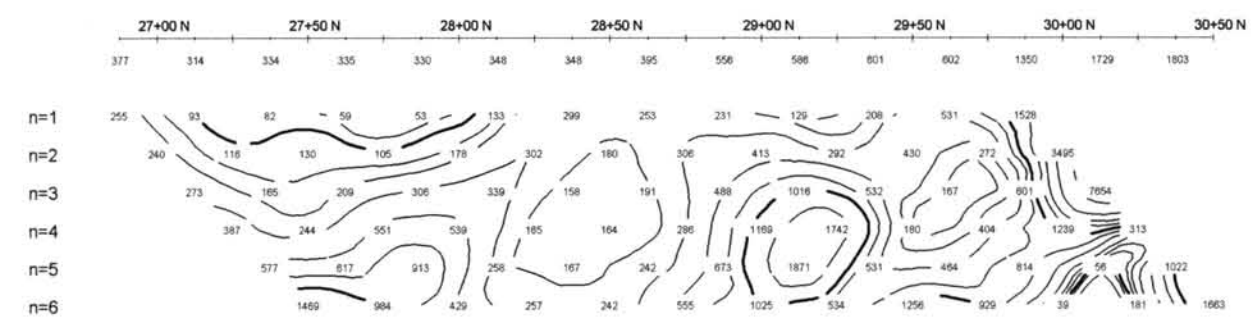 27+00 N 27+50 N 28+00 N 28+50 N 29+00 N 29+50 N 30+00 N 30+50 N
377 314 334 335 330 348 348 395 556 586 601 602 1350 1729 1803
n=1 255 93 82 59 53 133 299 253 231 129 208 531 1528
n=2 240 116 130 105 178 302 180 306 413 292 430 272 3495
n=3 273 165 209 306 339 158 191 488 1016 532 167 601 7654
n=4 387 244 551 539 165 164 286 1169 1742 180 404 1239 313
n=5 577 617 913 258 167 242 673 1871 531 464 814 56 1022
n=6 1469 984 429 257 242 555 1025 534 1256 929 39 181 1663